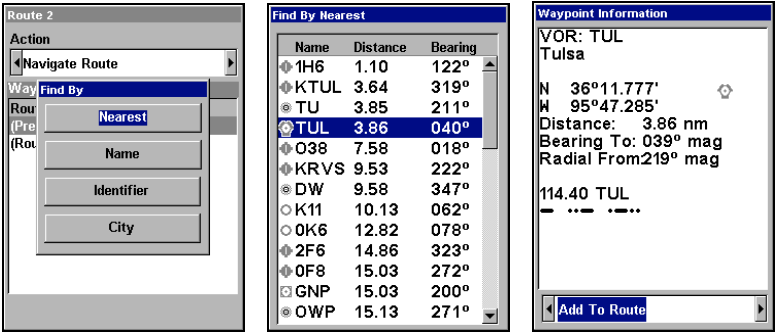 Route 2
Action
Navigate Route
Way
Find By
Rou
(Pre
(Rou
Nearest
Name
Identifier
City
Find By Nearest
Name Distance Bearing
1H6 1.10 122º
KTUL 3.64 319º
TU 3.85 211º
TUL 3.86 040º
O38 7.58 018º
KRVS 9.53 222º
DW 9.58 347º
K11 10.13 062º
0K6 12.82 078º
2F6 14.86 323º
0F8 15.03 272º
GNP 15.03 200º
OWP 15.13 271º
Waypoint Information
VOR: TUL
Tulsa
N 36º11.777'
W 95º47.285'
Distance: 3.86 nm
Bearing To: 039º mag
Radial From:219º mag
114.40 TUL
Add To Route